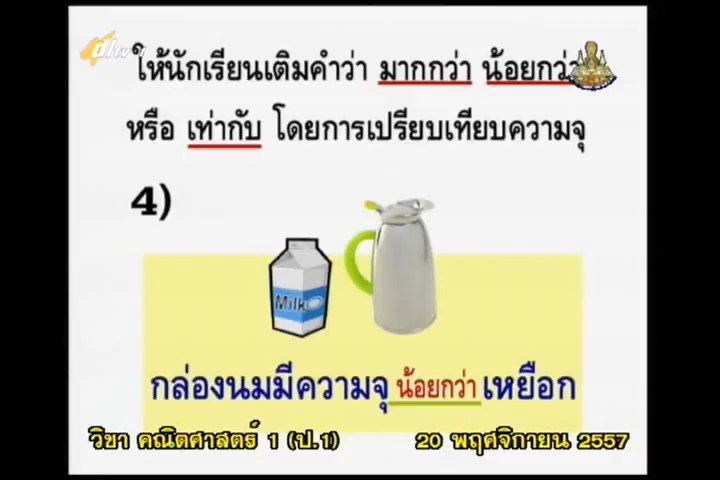 ให้นักเรียนเติมคำว่า มากกว่า น้อยกว่า
หรือ เท่ากับ โดยการเปรียบเทียบความจุ
4)
Milk
กล่องนมมีความจุ น้อยกว่า เหยือก
วิชา คณิตศาสตร์ 1 (ป.1) 20 พฤศจิกายน 2557